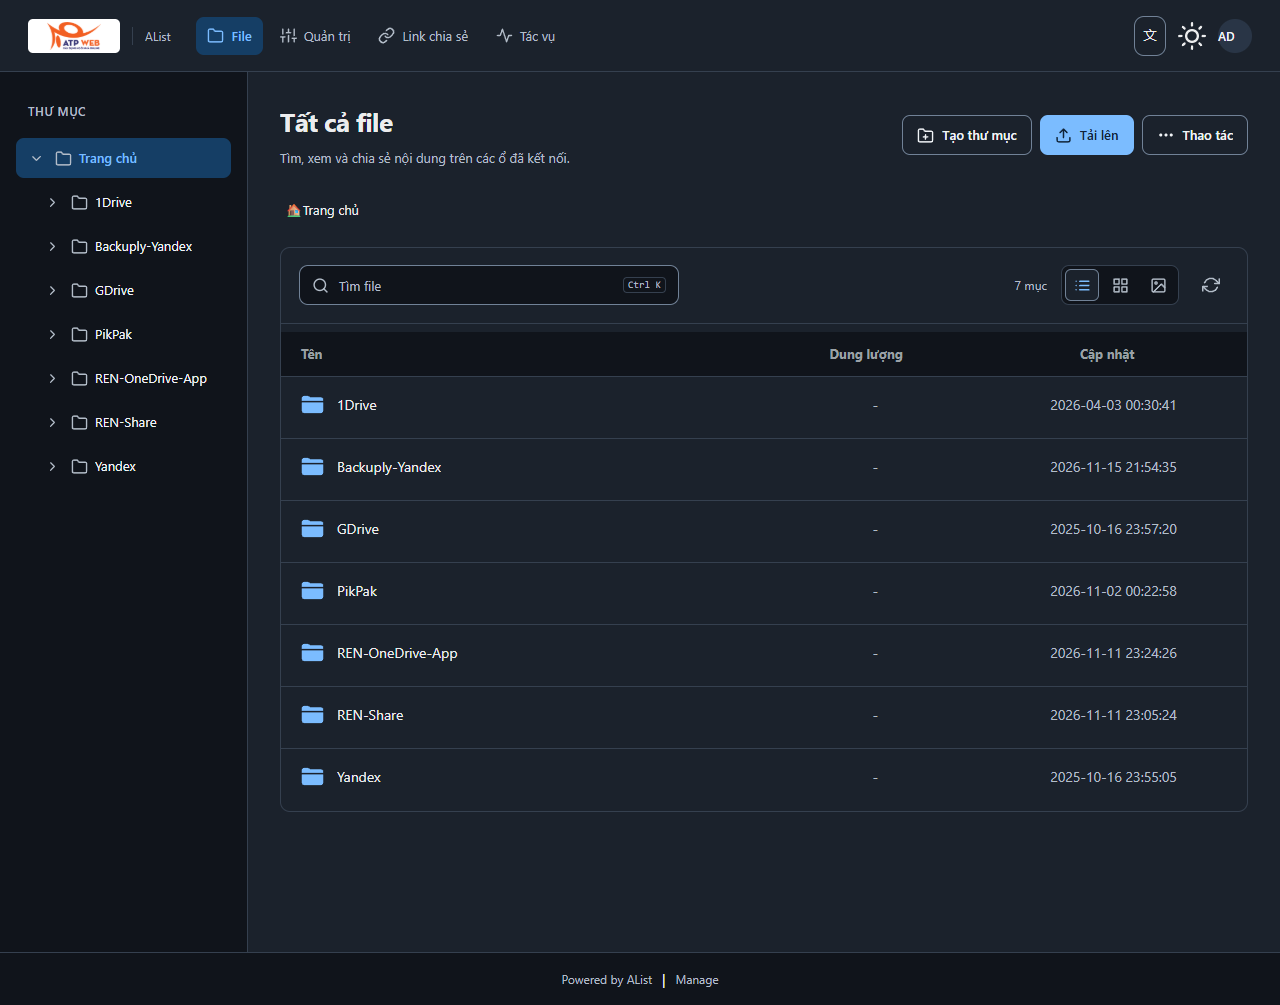 ATP WEB
AList
File
Quản trị
Link chia sẻ
Tác vụ
文
AD
THƯ MỤC
Trang chủ
1Drive
Backuply-Yandex
GDrive
PikPak
REN-OneDrive-App
REN-Share
Yandex
Tất cả file
Tìm, xem và chia sẻ nội dung trên các ổ đã kết nối.
Tạo thư mục
Tải lên
Thao tác
Trang chủ
Tìm file
Ctrl K
7 mục
Tên Dung lượng Cập nhật
1Drive - 2026-04-03 00:30:41
Backuply-Yandex - 2026-11-15 21:54:35
GDrive - 2025-10-16 23:57:20
PikPak - 2026-11-02 00:22:58
REN-OneDrive-App - 2026-11-11 23:24:26
REN-Share - 2026-11-11 23:05:24
Yandex - 2025-10-16 23:55:05
Powered by AList | Manage